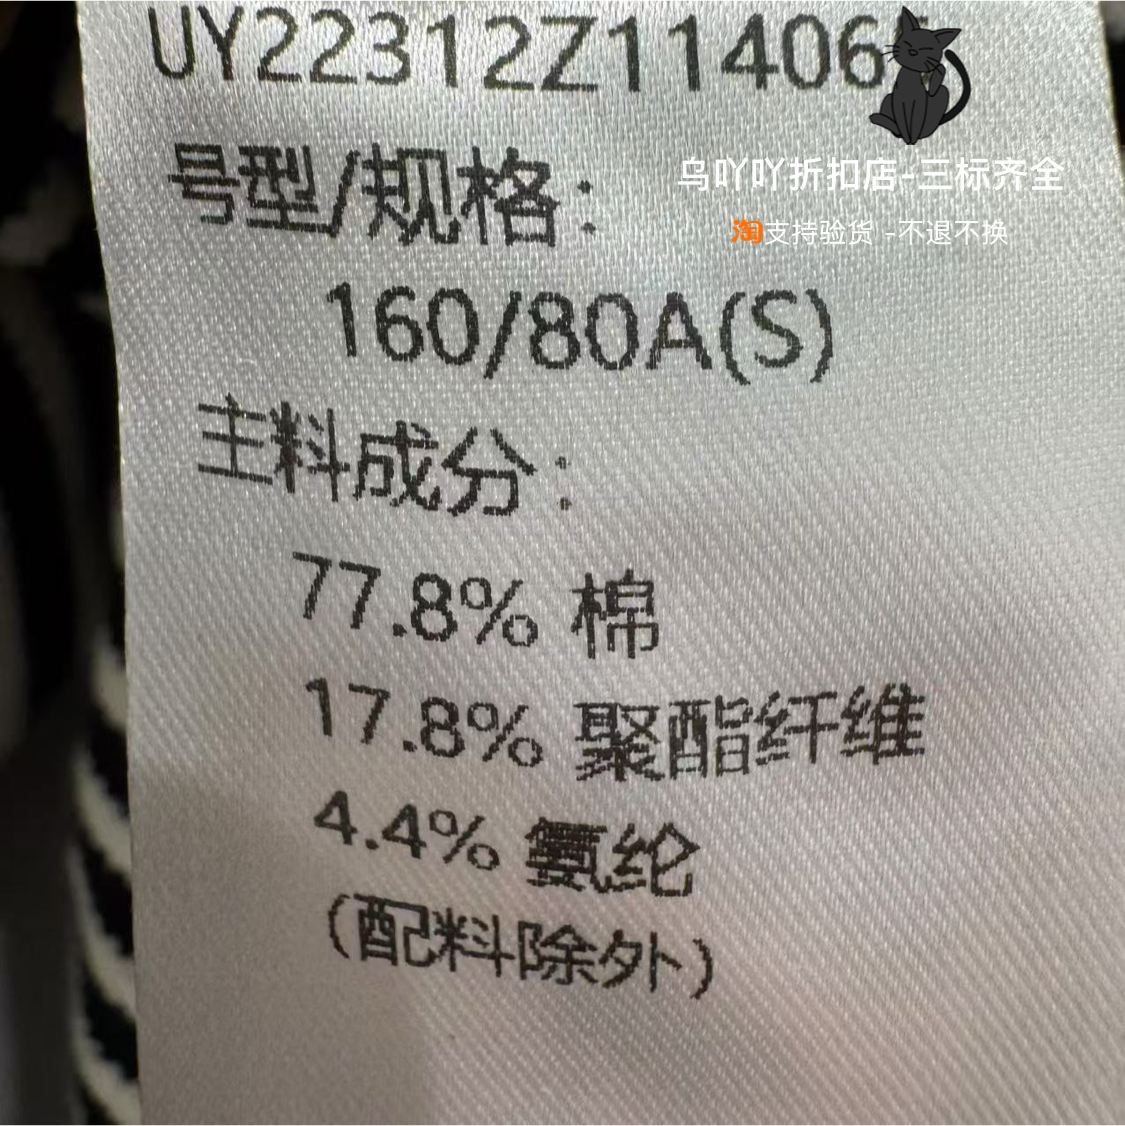 UY22312Z11406
号型/规格：
160/80A(S)
主料成分：
77.8% 棉
17.8% 聚酯纤维
4.4% 氨纶
(配料除外)
乌吖吖折扣店-三标齐全
淘支持验货 -不退不换